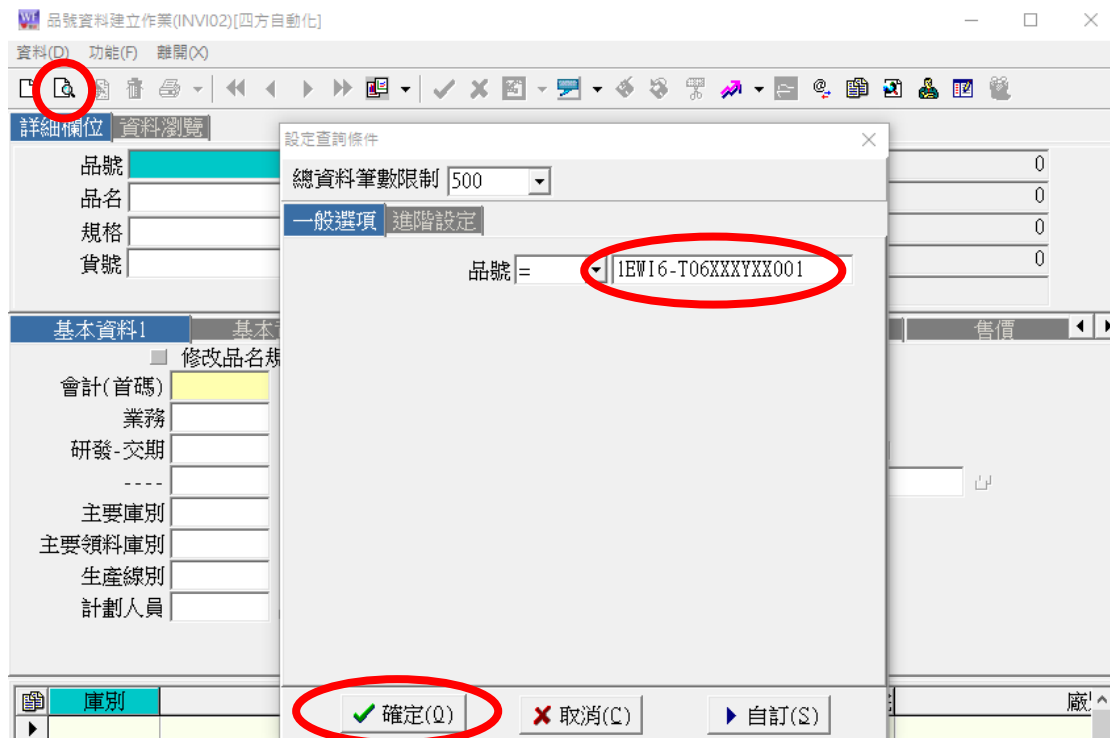 品號資料建立作業(INVI02)[四方自動化]
資料(D) 功能(F) 離開(X)
詳細欄位 資料瀏覽
設定查詢條件
品號
品名
規格
貨號
0
0
0
0
總資料筆數限制 500
一般選項 進階設定
品號 = 1EWI6-T06XXXYXX001
基本資料1 基本 售價
修改品名規
會計(首碼)
業務
研發-交期
----
主要庫別
主要領料庫別
生產線別
計劃人員
確定(O) 取消(C) 自訂(S)
庫別 廠